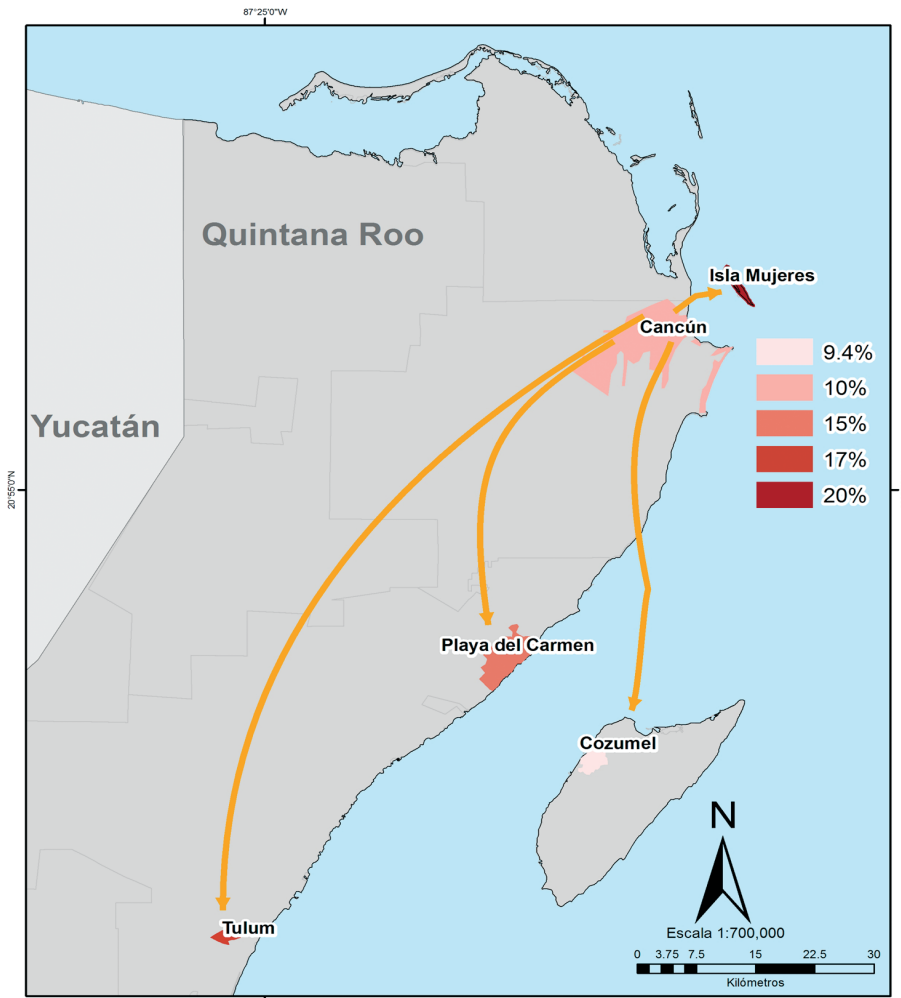 87°25'0"W
Quintana Roo
Isla Mujeres
Cancún
9.4%
10%
Yucatán
15%
17%
20%
20°55'0"N
Playa del Carmen
Cozumel
N
Tulum
Escala 1:700,000
0 3.75 7.5 15 22.5 30
Kilómetros